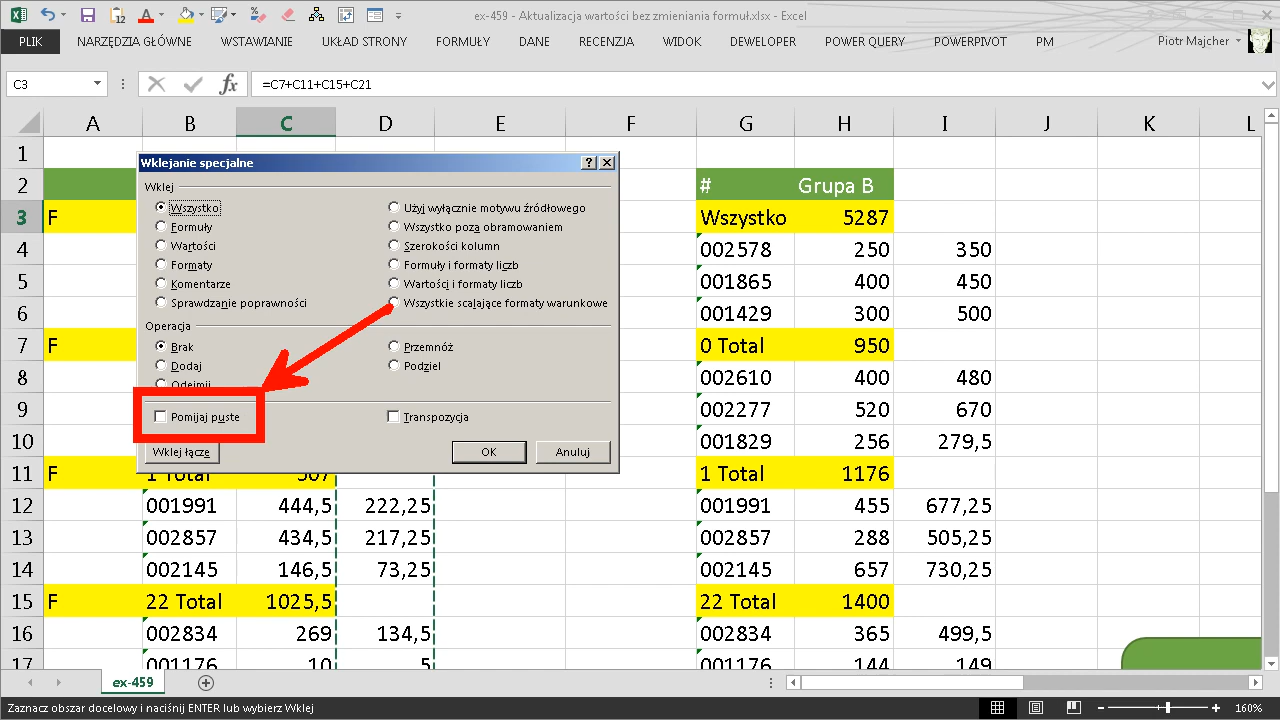 ex-459 - Aktualizacja wartości bez zmieniania formuł.xlsx - Excel
PLIK NARZĘDZIA GŁÓWNE WSTAWIANIE UKŁAD STRONY FORMUŁY DANE RECENZJA WIDOK DEWELOPER POWER QUERY POWERPIVOT PM Piotr Majcher
C3 fx =C7+C11+C15+C21
A B C D E F G H I J K L
1
2 # Grupa B
3 F Wszystko 5287
4 002578 250 350
5 001865 400 450
6 001429 300 500
7 F 0 Total 950
8 002610 400 480
9 002277 520 670
10 001829 256 279,5
11 F 1 Total 507 1 Total 1176
12 001991 444,5 222,25 001991 455 677,25
13 002857 434,5 217,25 002857 288 505,25
14 002145 146,5 73,25 002145 657 730,25
15 F 22 Total 1025,5 22 Total 1400
16 002834 269 134,5 002834 365 499,5
17 001176 10 5 001176 144 149
Wklejanie specjalne
Wklej
Wszystko Użyj wyłącznie motywu źródłowego
Formuły Wszystko poza obramowaniem
Wartości Szerokości kolumn
Formaty Formuły i formaty liczb
Komentarze Wartości i formaty liczb
Sprawdzanie poprawności Wszystkie scalające formaty warunkowe
Operacja
Brak Przemnóż
Dodaj Podziel
Odejmij
Pomijaj puste Transpozycja
Wklej łącze OK Anuluj
ex-459
Zaznacz obszar docelowy i naciśnij ENTER lub wybierz Wklej 160%